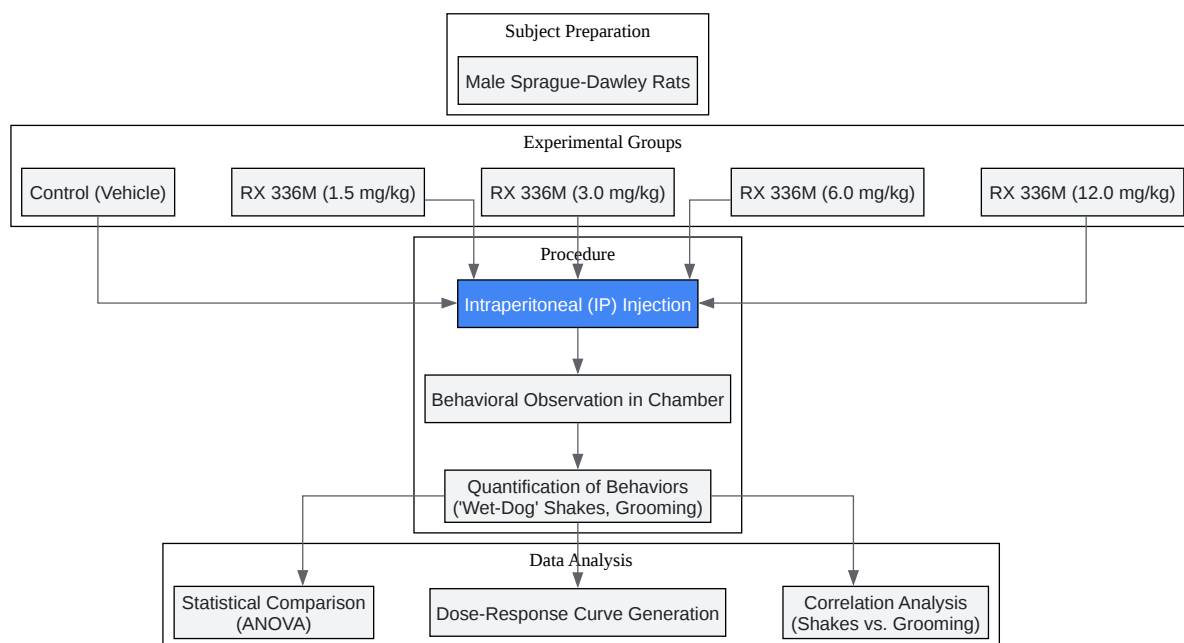 Subject Preparation
Male Sprague-Dawley Rats
Experimental Groups
Control (Vehicle)
RX 336M (1.5 mg/kg)
RX 336M (3.0 mg/kg)
RX 336M (6.0 mg/kg)
RX 336M (12.0 mg/kg)
Procedure
Intraperitoneal (IP) Injection
Behavioral Observation in Chamber
Quantification of Behaviors
('Wet-Dog' Shakes, Grooming)
Data Analysis
Statistical Comparison
(ANOVA)
Dose-Response Curve Generation
Correlation Analysis
(Shakes vs. Grooming)